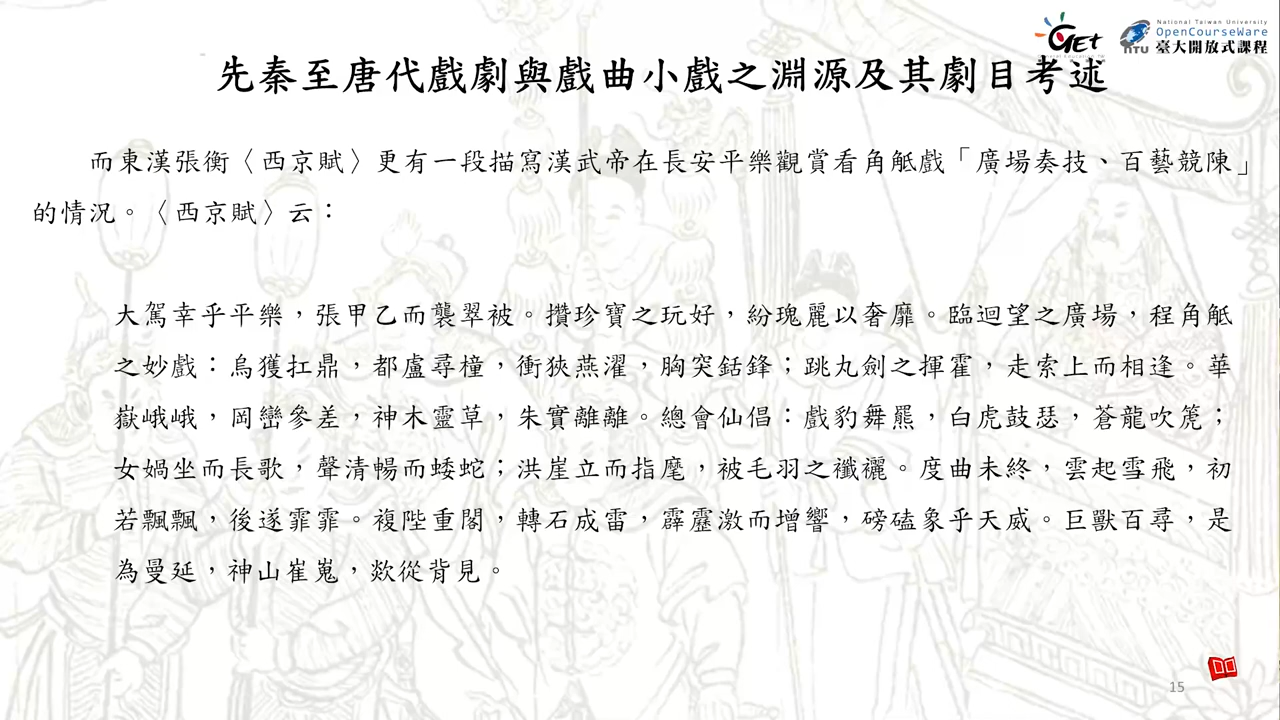 GET
National Taiwan University
OpenCourseWare
NTU 臺大開放式課程
先秦至唐代戲劇與戲曲小戲之淵源及其劇目考述
而東漢張衡〈西京賦〉更有一段描寫漢武帝在長安平樂觀賞看角觝戲「廣場奏技、百藝競陳」
的情況。〈西京賦〉云：
大駕幸乎平樂，張甲乙而襲翠被。攢珍寶之玩好，紛瑰麗以奢靡。臨迴望之廣場，程角觝
之妙戲：烏獲扛鼎，都盧尋橦，衝狹燕濯，胸突銛鋒；跳丸劍之揮霍，走索上而相逢。華
嶽峨峨，岡巒參差，神木靈草，朱實離離。總會仙倡：戲豹舞羆，白虎鼓瑟，蒼龍吹篪；
女媧坐而長歌，聲清暢而蜲蛇；洪崖立而指麾，被毛羽之襳襹。度曲未終，雲起雪飛，初
若飄飄，後遂霏霏。複陛重閣，轉石成雷，霹靂激而增響，磅磕象乎天威。巨獸百尋，是
為曼延，神山崔嵬，欻從背見。
15